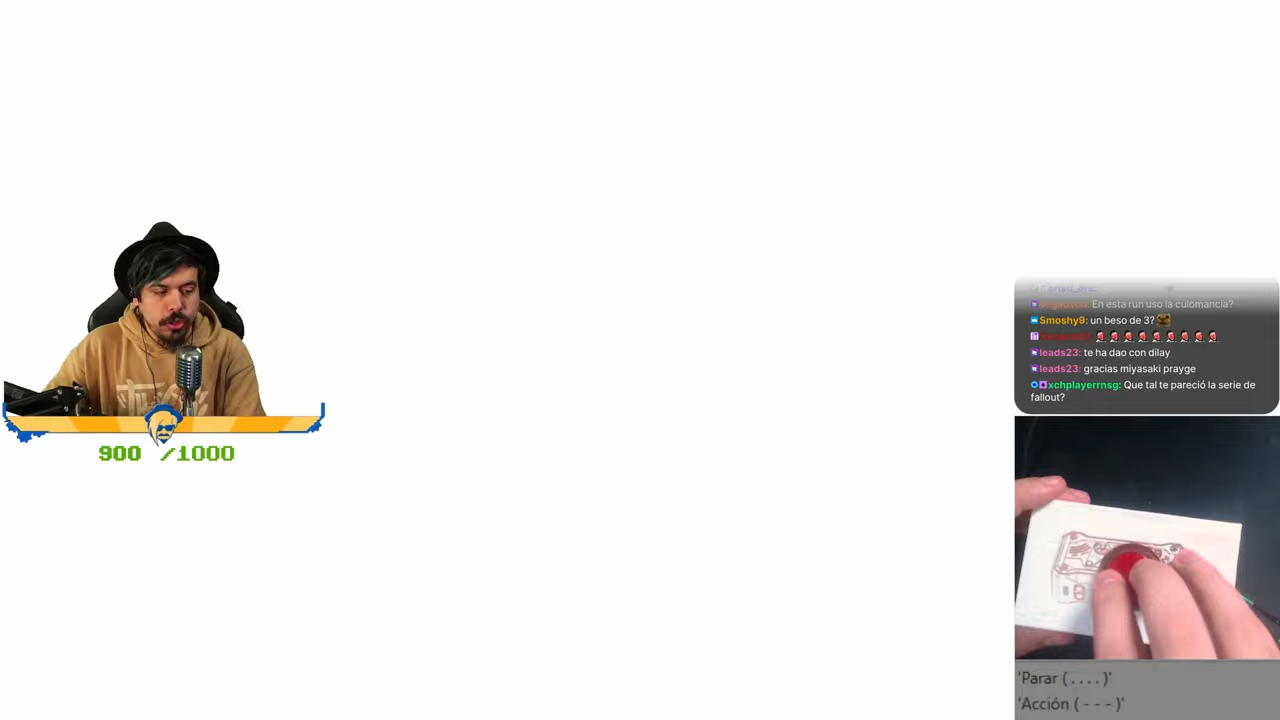 En esta run uso la culomancia?
Smoshy9: un beso de 3?
leads23: te ha dao con dilay
leads23: gracias miyasaki prayge
xchplayerrnsg: Que tal te pareció la serie de
fallout?
900 /1000
'Parar ( . . . . )'
'Acción ( - - - )'